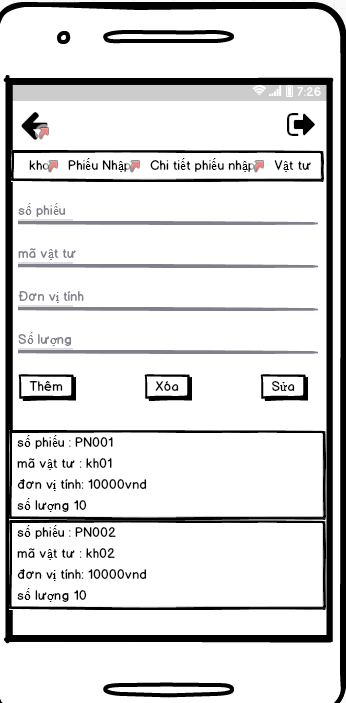 7:26
kho Phiếu Nhập Chi tiết phiếu nhập Vật tư
số phiếu
mã vật tư
Đơn vị tính
Số lượng
Thêm Xóa Sửa
số phiếu : PN001
mã vật tư : kh01
đơn vị tính: 10000vnd
số lượng 10
số phiếu : PN002
mã vật tư : kh02
đơn vị tính: 10000vnd
số lượng 10